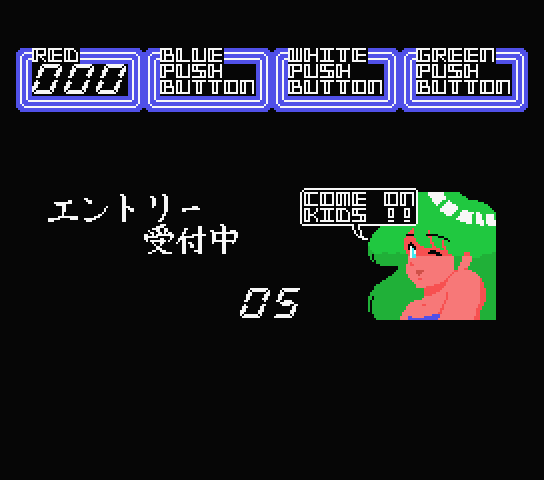 RED
000
BLUE
PUSH
BUTTON
WHITE
PUSH
BUTTON
GREEN
PUSH
BUTTON
エントリー
受付中
COME ON
KIDS !!
05